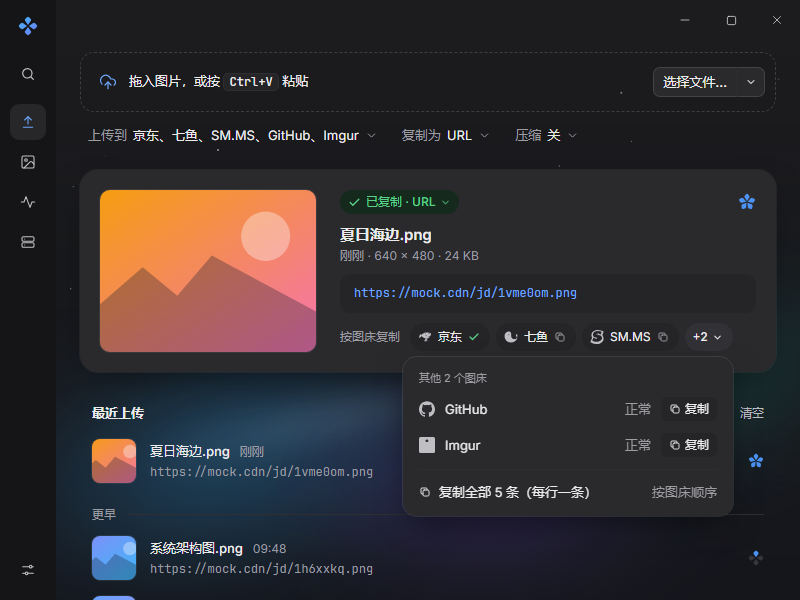 拖入图片，或按 Ctrl+V 粘贴
选择文件...
上传到 京东、七鱼、SM.MS、GitHub、Imgur 复制为 URL 压缩 关
已复制 · URL
夏日海边.png
刚刚 · 640 × 480 · 24 KB
https://mock.cdn/jd/1vme0om.png
按图床复制 京东 七鱼 SM.MS +2
其他 2 个图床
GitHub 正常 复制
Imgur 正常 复制
复制全部 5 条（每行一条） 按图床顺序
最近上传 清空
夏日海边.png 刚刚
https://mock.cdn/jd/1vme0om.png
更早
系统架构图.png 09:48
https://mock.cdn/jd/1h6xxkq.png